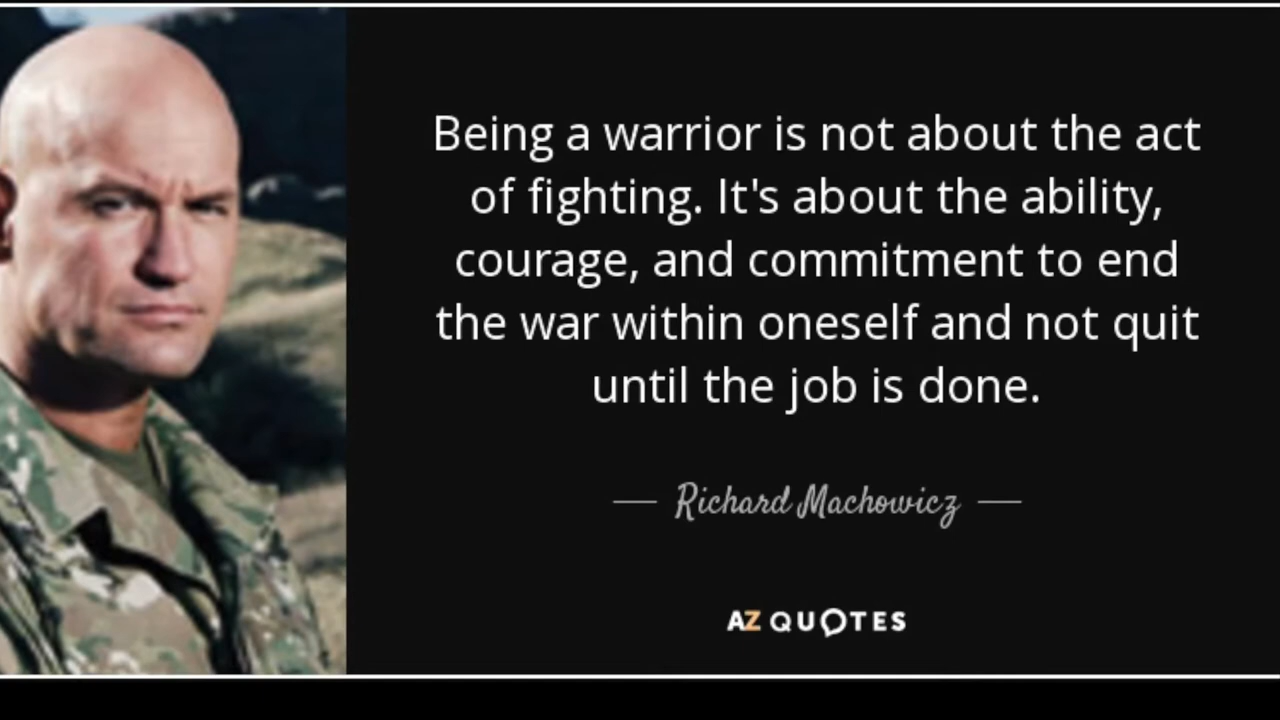 Being a warrior is not about the act
of fighting. It's about the ability,
courage, and commitment to end
the war within oneself and not quit
until the job is done.
Richard Machowicz
AZ QUOTES